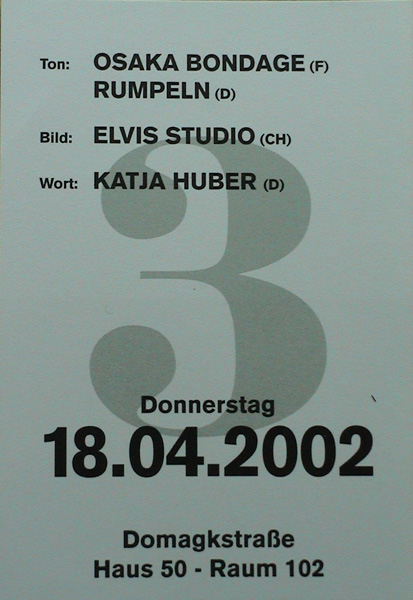 Ton: OSAKA BONDAGE (F)
RUMPELN (D)
Bild: ELVIS STUDIO (CH)
Wort: KATJA HUBER (D)
3
Donnerstag
18.04.2002
Domagkstraße
Haus 50 - Raum 102